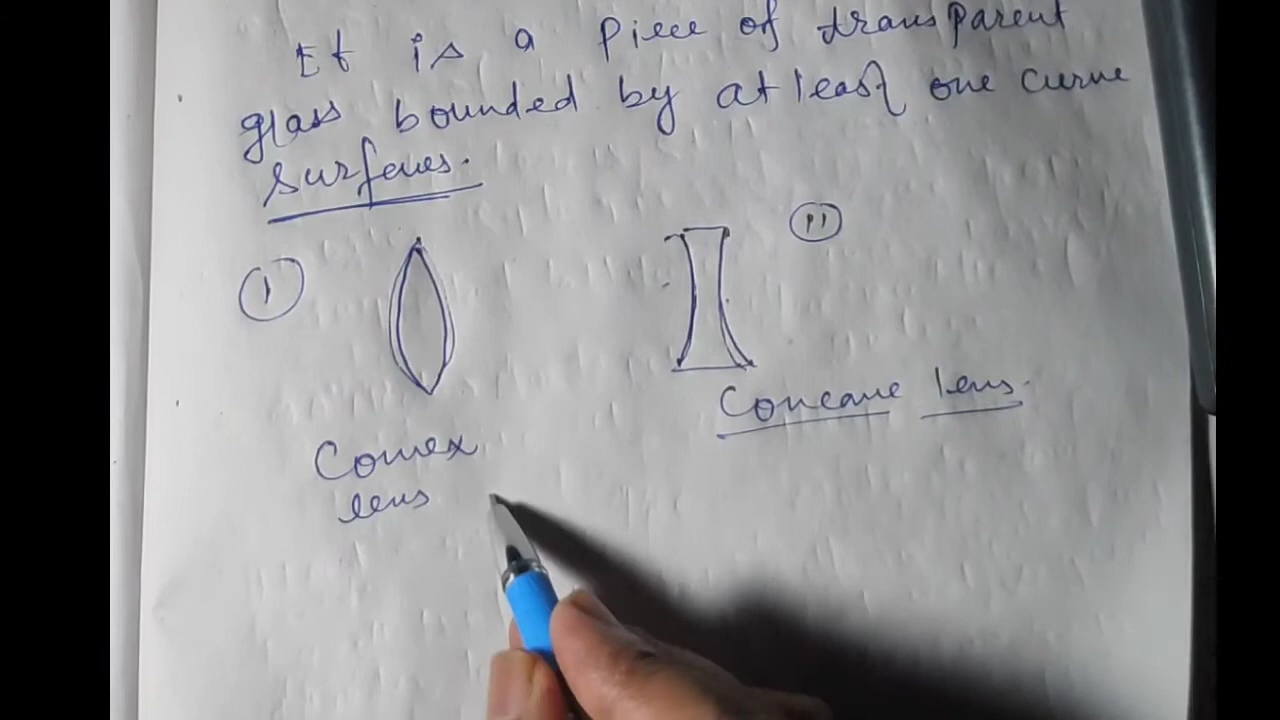 It is a piece of transparent
glass bounded by at least one curve
surfaces.
I
II
Convex
lens
Concave lens.